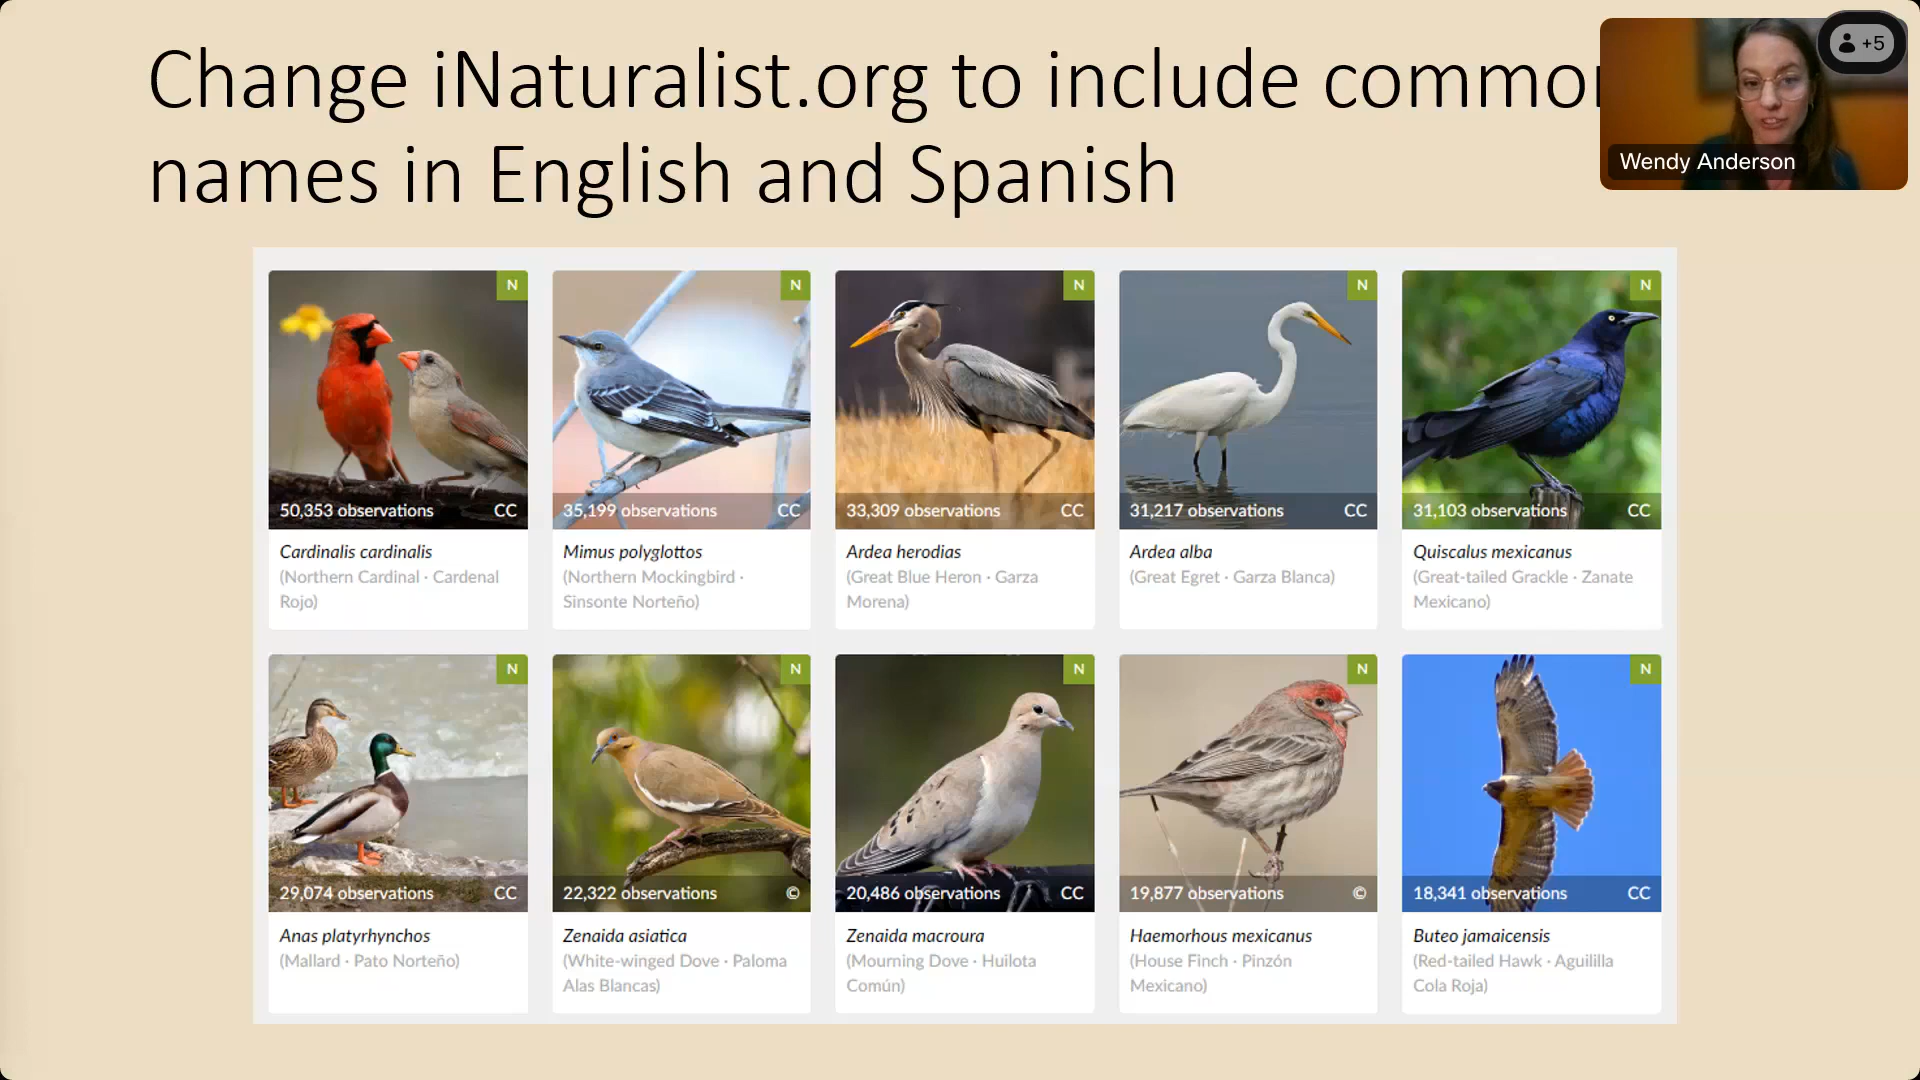 Change iNaturalist.org to include common
names in English and Spanish
+5
Wendy Anderson
N
N
N
N
N
50,353 observations CC
35,199 observations CC
33,309 observations CC
31,217 observations CC
31,103 observations CC
Cardinalis cardinalis
(Northern Cardinal · Cardenal
Rojo)
Mimus polyglottos
(Northern Mockingbird ·
Sinsonte Norteño)
Ardea herodias
(Great Blue Heron · Garza
Morena)
Ardea alba
(Great Egret · Garza Blanca)
Quiscalus mexicanus
(Great-tailed Grackle · Zanate
Mexicano)
N
N
N
N
N
29,074 observations CC
22,322 observations ©
20,486 observations CC
19,877 observations ©
18,341 observations CC
Anas platyrhynchos
(Mallard · Pato Norteño)
Zenaida asiatica
(White-winged Dove · Paloma
Alas Blancas)
Zenaida macroura
(Mourning Dove · Huilota
Común)
Haemorhous mexicanus
(House Finch · Pinzón
Mexicano)
Buteo jamaicensis
(Red-tailed Hawk · Aguililla
Cola Roja)